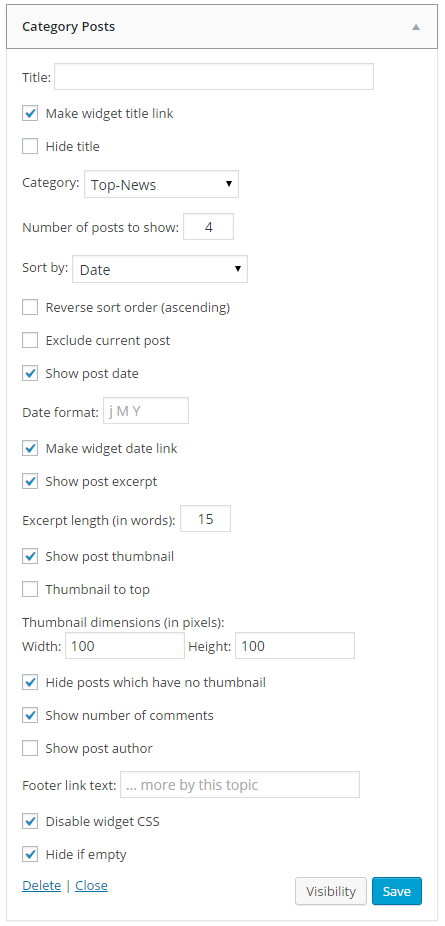 Category Posts
Title:
Make widget title link
Hide title
Category: Top-News
Number of posts to show: 4
Sort by: Date
Reverse sort order (ascending)
Exclude current post
Show post date
Date format: j M Y
Make widget date link
Show post excerpt
Excerpt length (in words): 15
Show post thumbnail
Thumbnail to top
Thumbnail dimensions (in pixels):
Width: 100 Height: 100
Hide posts which have no thumbnail
Show number of comments
Show post author
Footer link text: ... more by this topic
Disable widget CSS
Hide if empty
Delete | Close Visibility Save